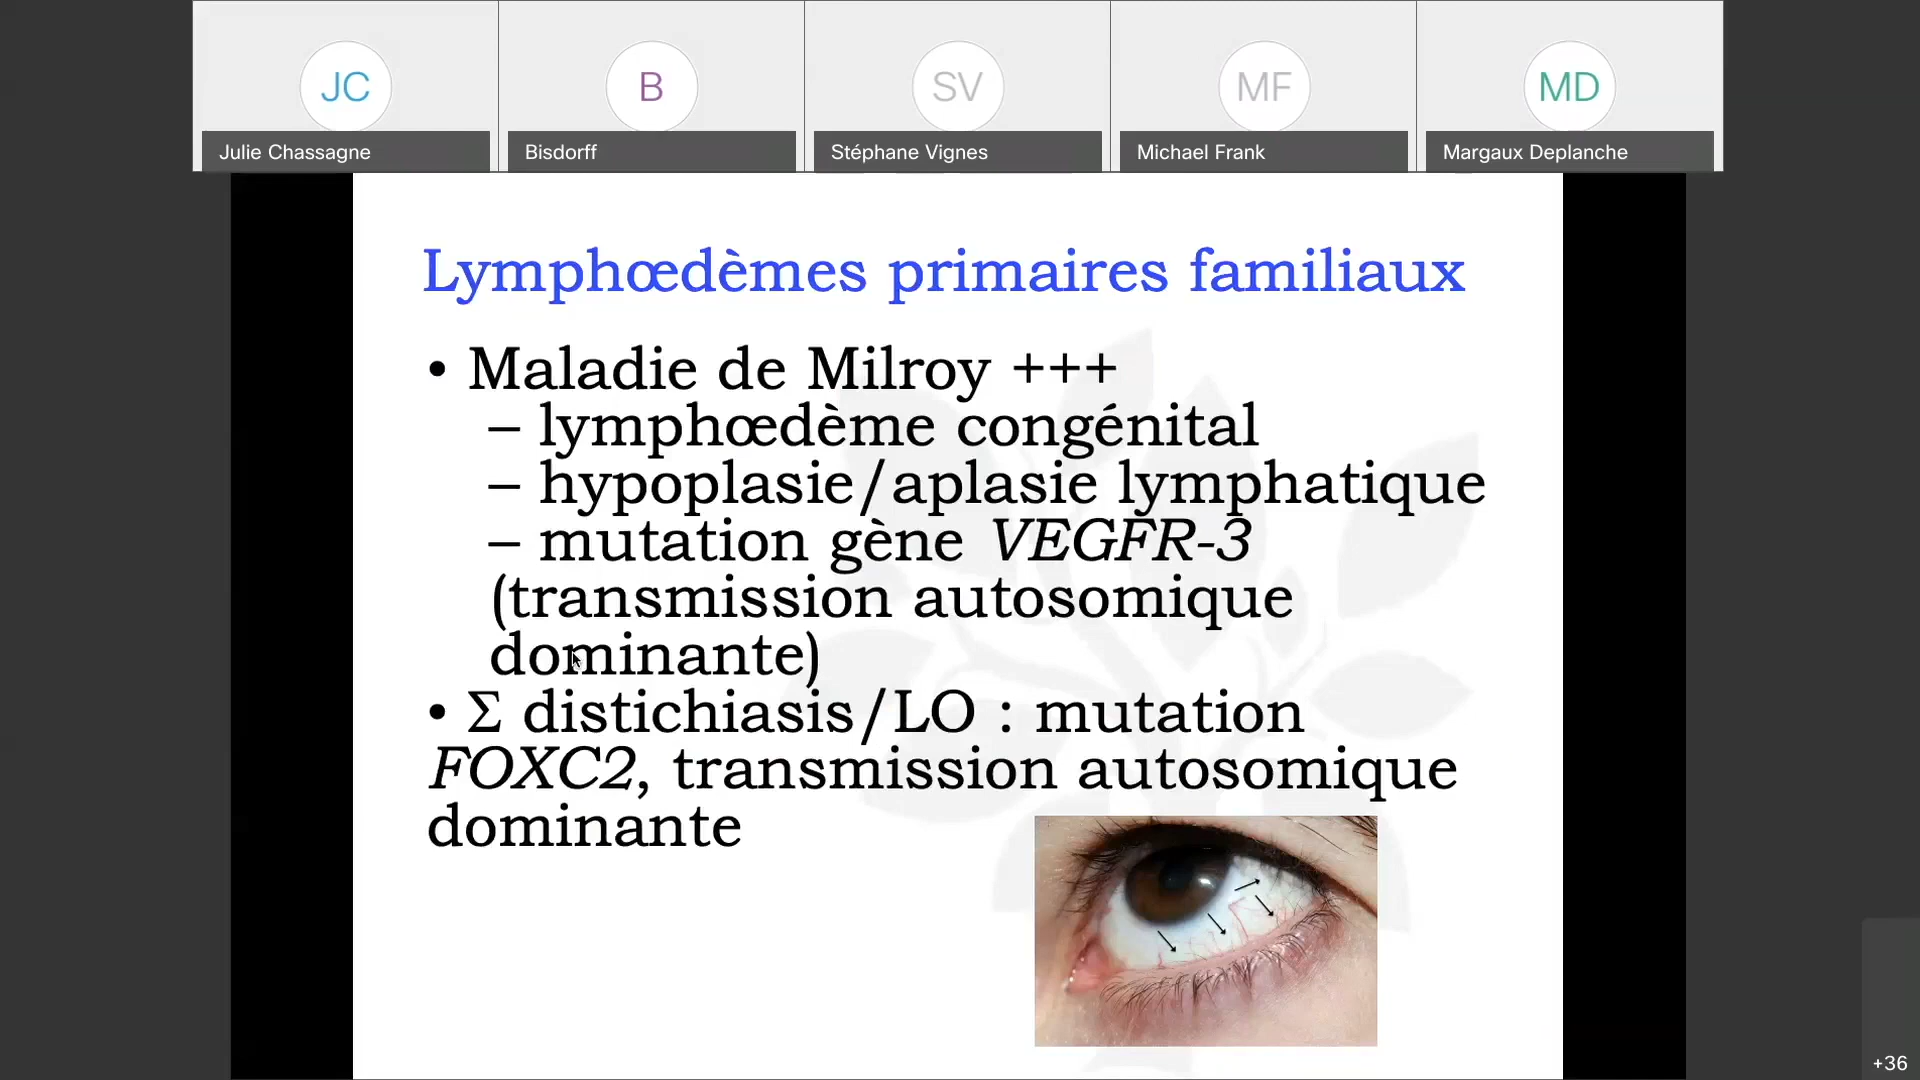 JC
B
SV
MF
MD
Julie Chassagne
Bisdorff
Stéphane Vignes
Michael Frank
Margaux Deplanche
Lymphœdèmes primaires familiaux
• Maladie de Milroy +++
– lymphœdème congénital
– hypoplasie/aplasie lymphatique
– mutation gène VEGFR-3
(transmission autosomique
dominante)
• Σ distichiasis/LO : mutation
FOXC2, transmission autosomique
dominante
+36